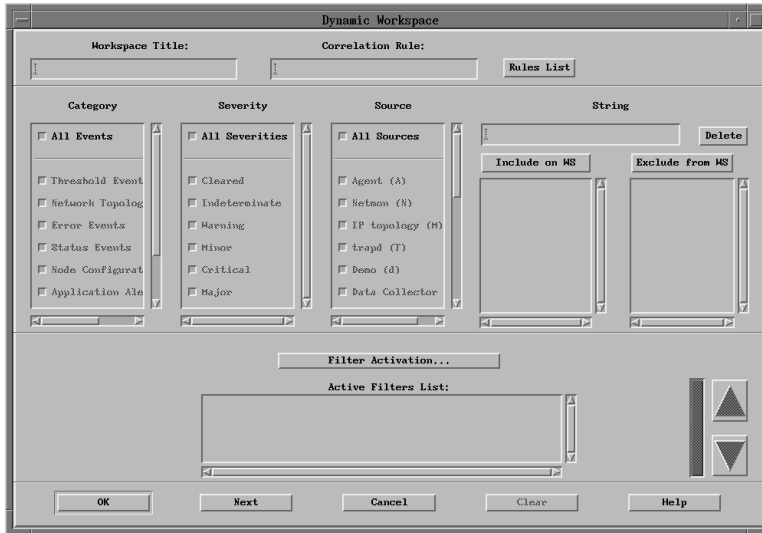 Dynamic Workspace
Workspace Title:
Correlation Rule:
Rules List
Category
Severity
Source
String
All Events
All Severities
All Sources
Delete
Include on WS
Exclude from WS
Threshold Event
Network Topolog
Error Events
Status Events
Node Configurat
Application Ale
Cleared
Indeterminate
Warning
Minor
Critical
Major
Agent (A)
Netmon (N)
IP topology (M)
trapd (T)
Demo (d)
Data Collector
Filter Activation...
Active Filters List:
OK
Next
Cancel
Clear
Help